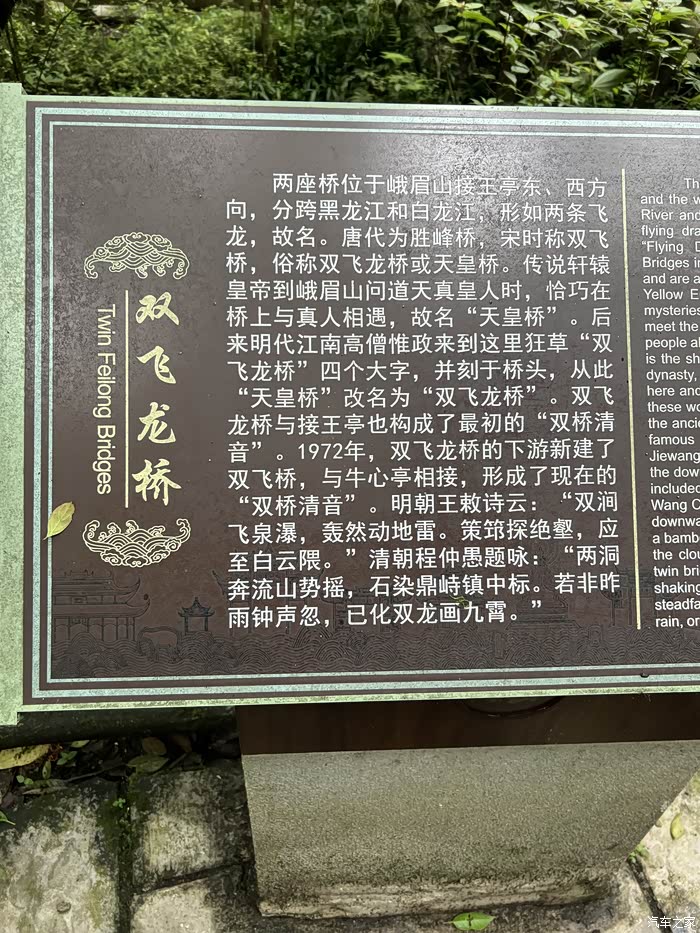 双飞龙桥
Twin Feilong Bridges
两座桥位于峨眉山接王亭东、西方
向，分跨黑龙江和白龙江，形如两条飞
龙，故名。唐代为胜峰桥，宋时称双飞
桥，俗称双飞龙桥或天皇桥。传说轩辕
皇帝到峨眉山问道天真皇人时，恰巧在
桥上与真人相遇，故名“天皇桥”。后
来明代江南高僧惟政来到这里狂草“双
飞龙桥”四个大字，并刻于桥头，从此
“天皇桥”改名为“双飞龙桥”。双飞
龙桥与接王亭也构成了最初的“双桥清
音”。1972年，双飞龙桥的下游新建了
双飞桥，与牛心亭相接，形成了现在的
“双桥清音”。明朝王敕诗云：“双涧
飞泉瀑，轰然动地雷。策筇探绝壑，应
至白云隈。”清朝程仲愚题咏：“两洞
奔流山势摇，石染鼎峙镇中标。若非昨
雨钟声忽，已化双龙画九霄。”
Th
and the w
River and
flying dra
“Flying D
Bridges in
and are a
Yellow E
mysteries
meet the
people al
is the sh
dynasty,
here and
these wo
the ancie
famous
Jiewang
the dow
included
Wang C
downwa
a bambo
the clou
twin bri
shaking
steadfa
rain, or
汽车之家